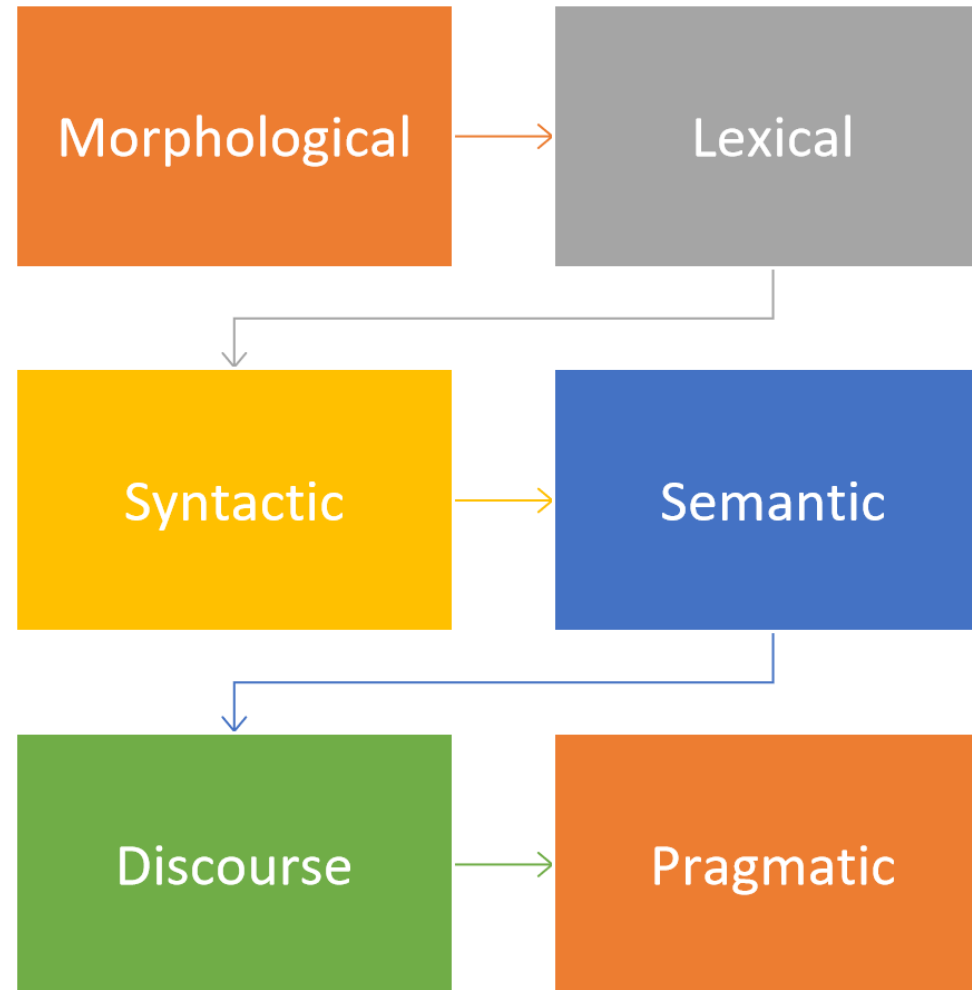 Morphological
Lexical
Syntactic
Semantic
Discourse
Pragmatic